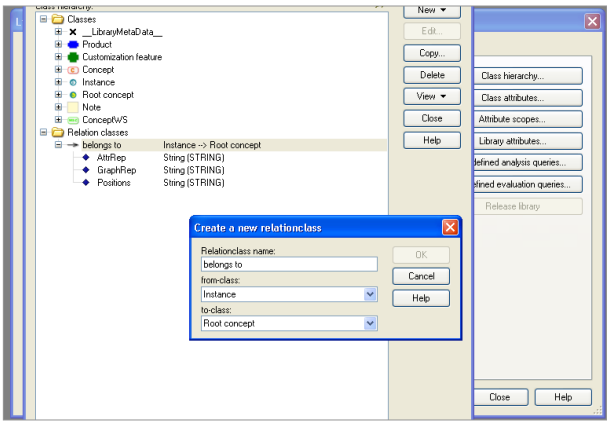 Class hierarchy:
Classes
__LibraryMetaData__
Product
Customization feature
Concept
Instance
Root concept
Note
ConceptWS
Relation classes
belongs to Instance --> Root concept
AttrRep String (STRING)
GraphRep String (STRING)
Positions String (STRING)
New
Edit...
Copy...
Delete
View
Close
Help
L
Class hierarchy...
Class attributes...
Attribute scopes...
Library attributes...
defined analysis queries...
efined evaluation queries...
Release library
Close Help
Create a new relationclass
Relationclass name:
belongs to
from-class:
Instance
to-class:
Root concept
OK
Cancel
Help